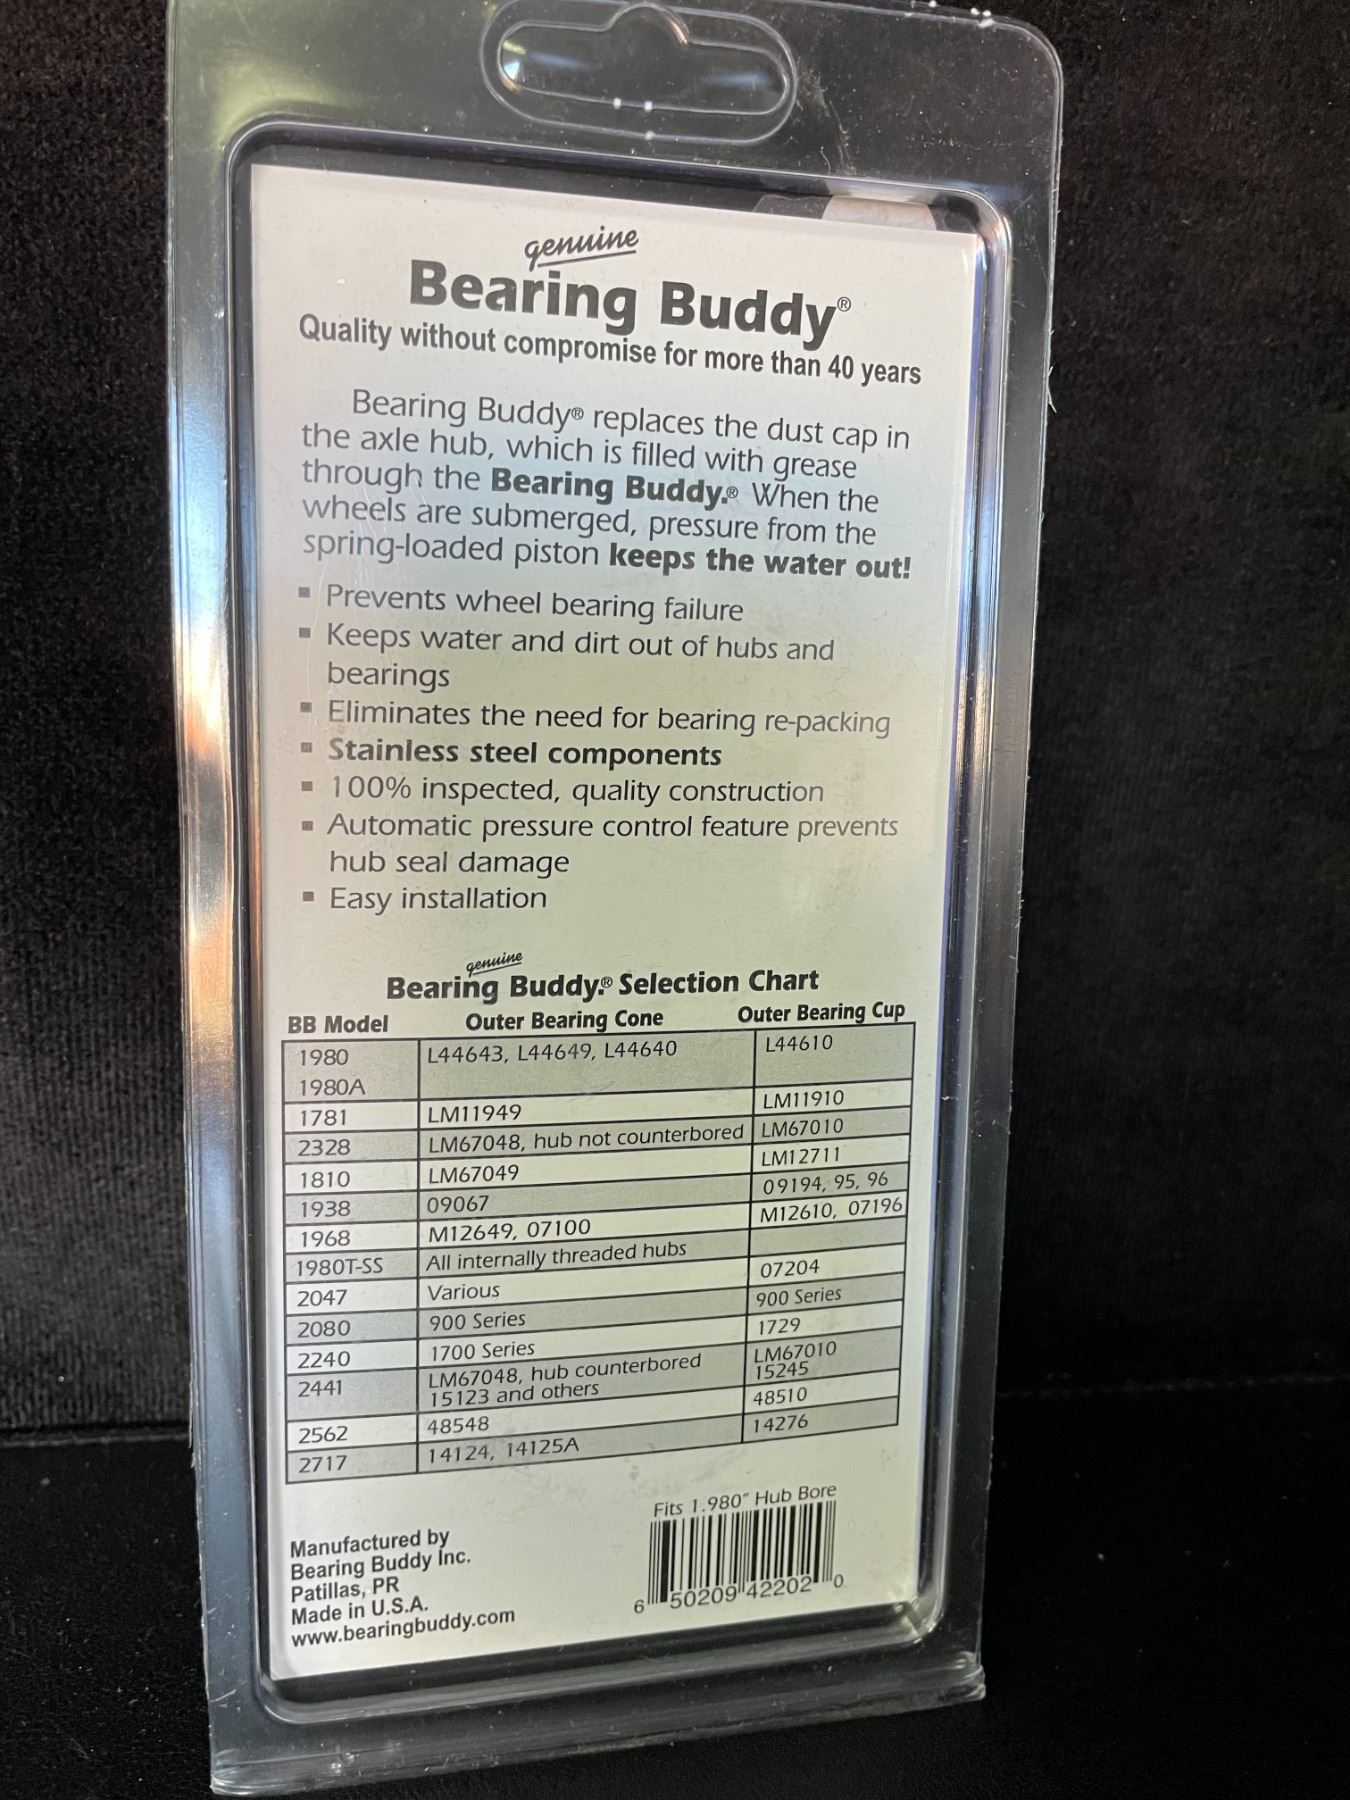 genuine
Bearing Buddy®
Quality without compromise for more than 40 years
Bearing Buddy® replaces the dust cap in
the axle hub, which is filled with grease
through the Bearing Buddy.® When the
wheels are submerged, pressure from the
spring-loaded piston keeps the water out!
▪ Prevents wheel bearing failure
▪ Keeps water and dirt out of hubs and
bearings
▪ Eliminates the need for bearing re-packing
▪ Stainless steel components
▪ 100% inspected, quality construction
▪ Automatic pressure control feature prevents
hub seal damage
▪ Easy installation
genuine
Bearing Buddy.® Selection Chart
BB Model Outer Bearing Cone Outer Bearing Cup
1980 L44643, L44649, L44640 L44610
1980A
1781 LM11949 LM11910
2328 LM67048, hub not counterbored LM67010
1810 LM67049 LM12711
1938 09067 09194, 95, 96
1968 M12649, 07100 M12610, 07196
1980T-SS All internally threaded hubs
2047 Various 07204
2080 900 Series 900 Series
2240 1700 Series 1729
2441 LM67048, hub counterbored LM67010
15123 and others 15245
2562 48548 48510
2717 14124, 14125A 14276
Fits 1.980" Hub Bore
6 50209 42202 0
Manufactured by
Bearing Buddy Inc.
Patillas, PR
Made in U.S.A.
www.bearingbuddy.com